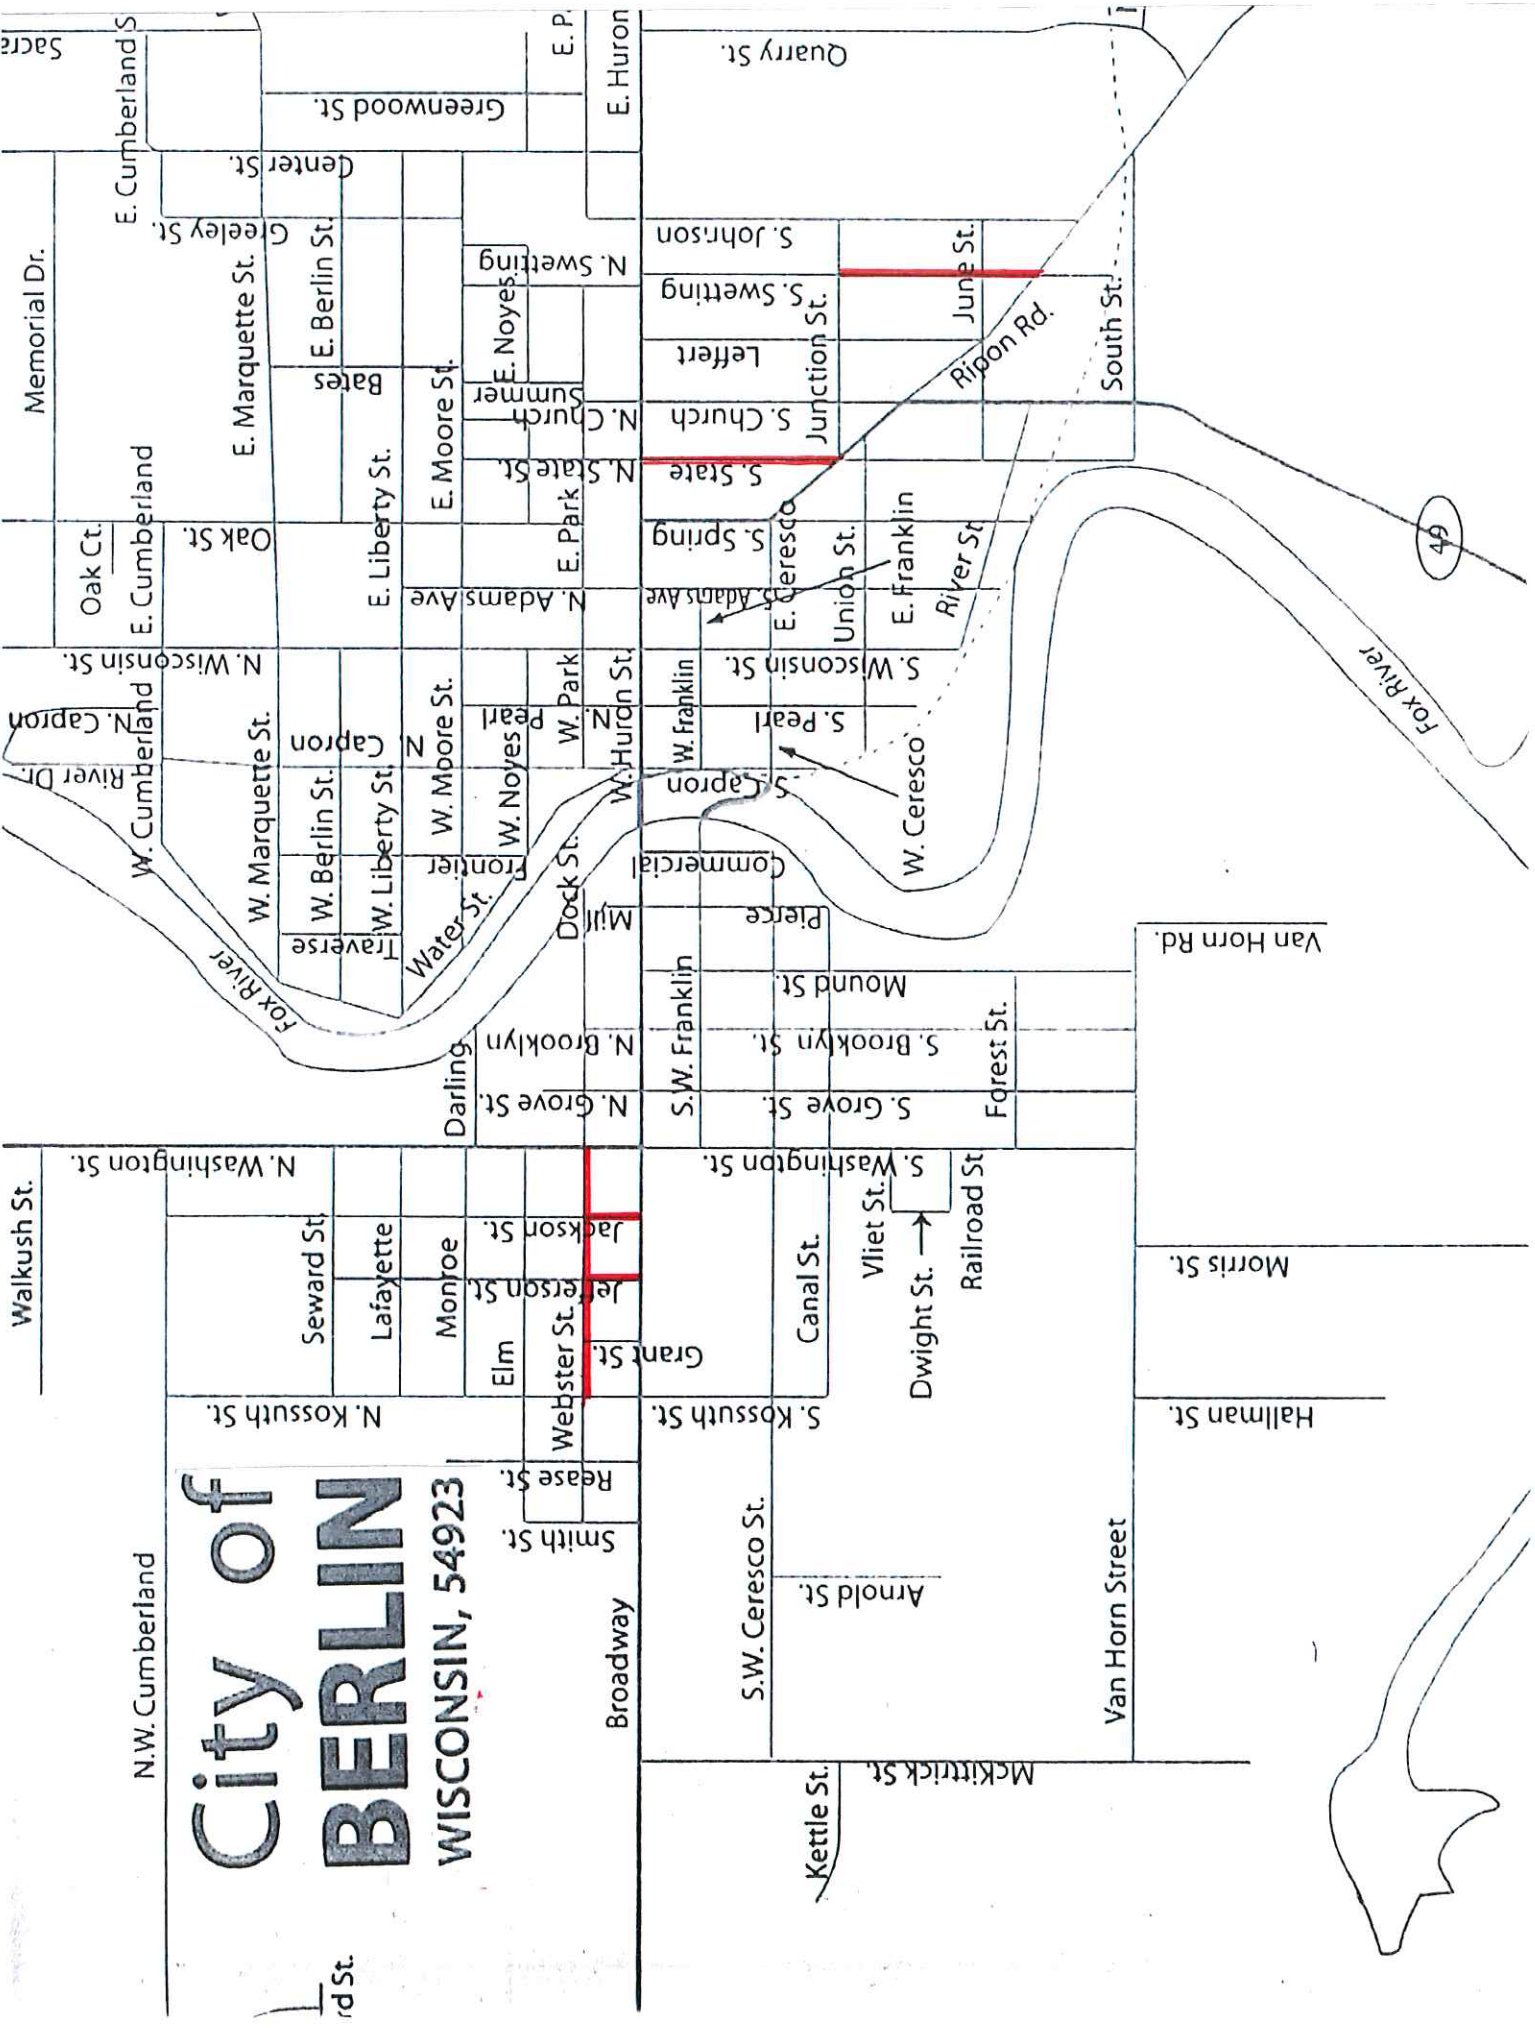 City of
BERLIN
WISCONSIN, 54923
rd St.
N.W. Cumberland
Walkush St.
N. Washington St.
N. Kossuth St.
Seward St.
Lafayette
Monroe
Elm
Webster St.
Jackson St.
Jefferson St.
Grant St.
Rease St.
Smith St.
Broadway
Darling
N. Grove St.
N. Brooklyn
Fox River
Memorial Dr.
Oak Ct.
E. Cumberland
E. Cumberland S
W. Cumberland
River Dr.
N. Capron
N. Wisconsin St.
Oak St.
Greeley St.
Center St.
Greenwood St.
E. Marquette St.
W. Marquette St.
E. Berlin St.
W. Berlin St.
Bates
E. Liberty St.
W. Liberty St.
Traverse
Frontier
N. Capron
N. Adams Ave
E. Moore St.
W. Moore St.
Water St.
E. Noyes
W. Noyes
N. Pearl
N. State St.
N. Church
Summer
N. Swetting
E. Park
W. Park
Dock St.
E. P.
E. Huron
W. Huron St.
Mill
Commercial
Pierce
W. Franklin
S.W. Franklin
S. Capron
S. Pearl
S. Wisconsin St.
S. Adams Ave
S. Spring
S. State
S. Church
Leffert
S. Swetting
S. Johnson
Quarry St.
E. Ceresco
W. Ceresco
Junction St.
Union St.
E. Franklin
River St.
June St.
Ripon Rd.
South St.
49
Fox River
Mound St.
S. Brooklyn St.
S. Grove St.
S. Washington St.
S. Kossuth St.
Forest St.
Van Horn Rd.
Canal St.
Vliet St.
Dwight St.
Railroad St
Morris St.
Hallman St.
S.W. Ceresco St.
Arnold St.
Van Horn Street
McKittrick St.
Kettle St.